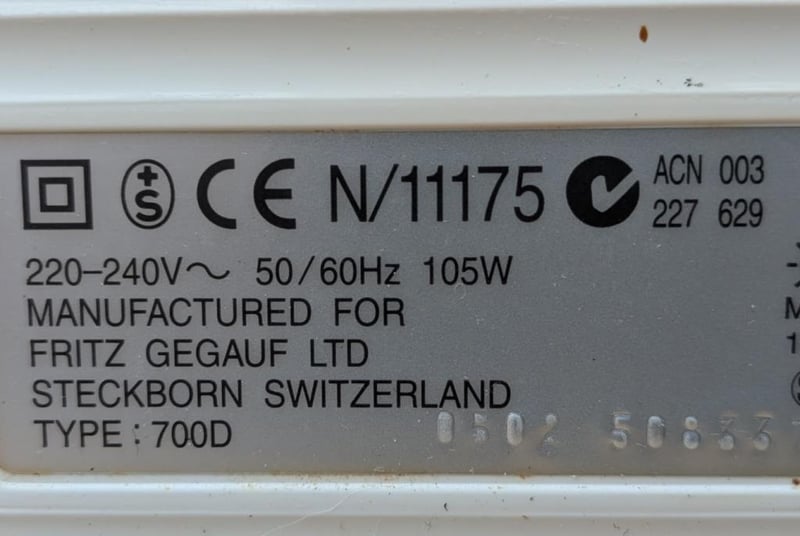 +S CE N/11175 ACN 003
227 629
220-240V~ 50/60Hz 105W
MANUFACTURED FOR
FRITZ GEGAUF LTD
STECKBORN SWITZERLAND
TYPE : 700D
0502 50833